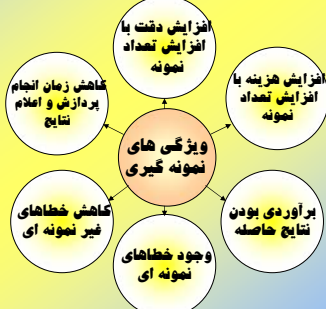 افزایش دقت با
افزایش تعداد
نمونه
افزایش هزینه با
افزایش تعداد
نمونه
کاهش زمان انجام
پردازش و اعلام
نتایج
ویژگی های
نمونه گیری
برآوردی بودن
نتایج حاصله
کاهش خطاهای
غیر نمونه ای
وجود خطاهای
نمونه ای